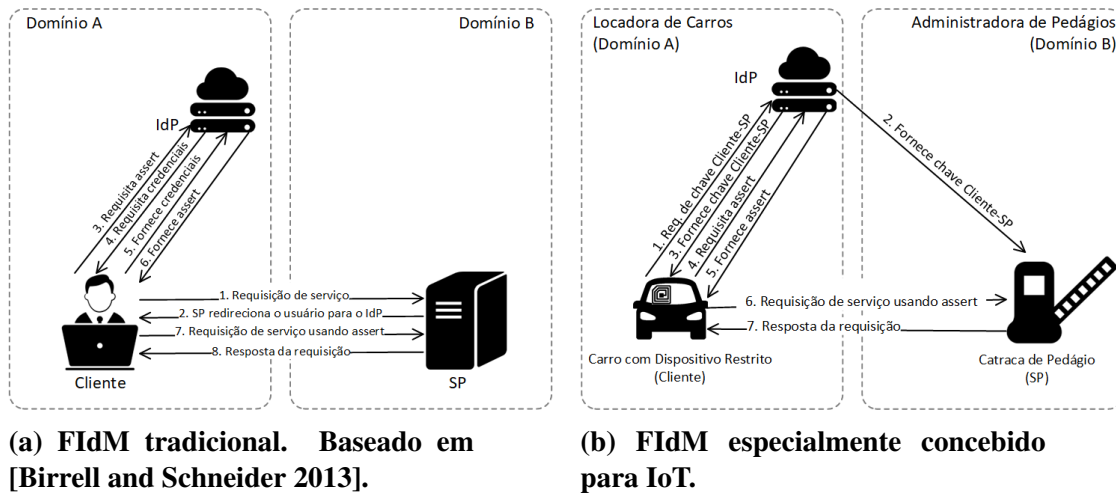 Domínio A
Domínio B
IdP
3. Requisita assert
4. Requisita credenciais
5. Fornece credenciais
6. Fornece assert
1. Requisição de serviço
2. SP redireciona o usuário para o IdP
7. Requisição de serviço usando assert
8. Resposta da requisição
Cliente
SP
(a) FIdM tradicional. Baseado em
[Birrell and Schneider 2013].
Locadora de Carros
(Domínio A)
Administradora de Pedágios
(Domínio B)
IdP
1. Req. de chave Cliente-SP
3. Fornece chave Cliente-SP
4. Requisita assert
5. Fornece assert
2. Fornece chave Cliente-SP
6. Requisição de serviço usando assert
7. Resposta da requisição
Carro com Dispositivo Restrito
(Cliente)
Catraca de Pedágio
(SP)
(b) FIdM especialmente concebido
para IoT.